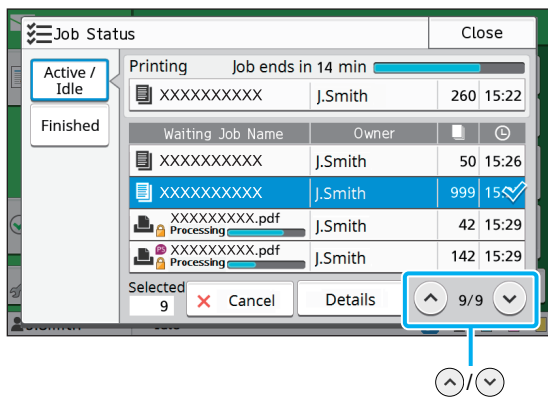 Job Status
Close
Active /
Idle
Finished
Printing Job ends in 14 min
XXXXXXXXXX J.Smith 260 15:22
Waiting Job Name Owner
XXXXXXXXXX J.Smith 50 15:26
XXXXXXXXXX J.Smith 999
XXXXXXXXX.pdf
Processing
J.Smith 42 15:29
PS XXXXXXXXX.pdf
Processing
J.Smith 142 15:29
Selected
9
Cancel
Details
9/9
/